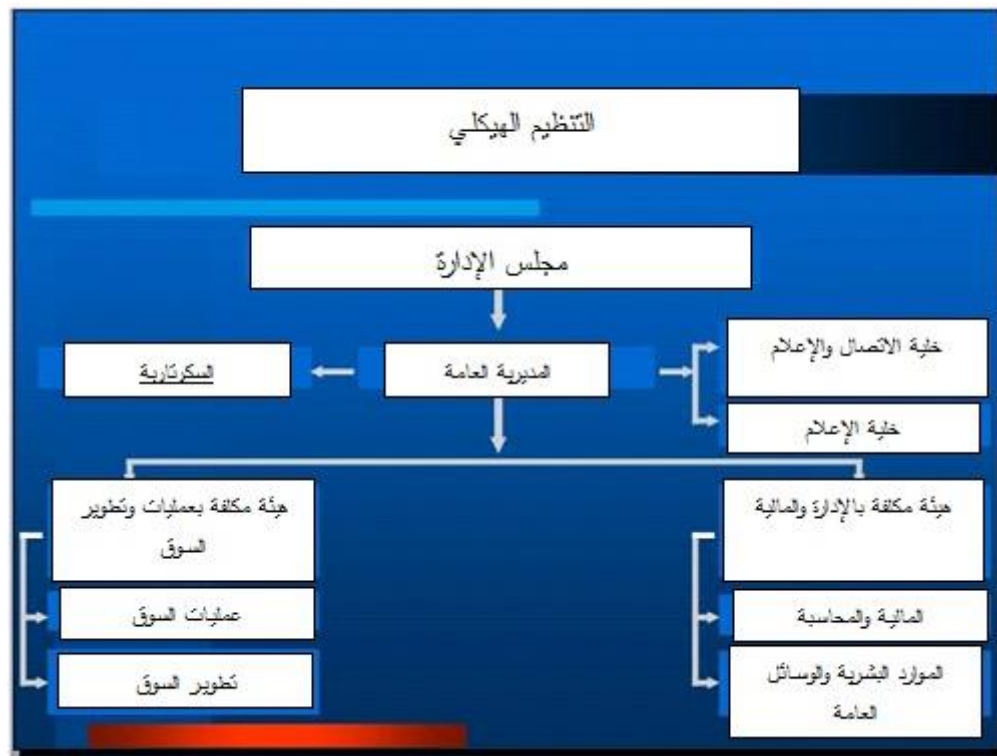 التنظيم الهيكلي
مجلس الإدارة
خلية الاتصال والإعلام
المديرية العامة
السكرتارية
خلية الإعلام
هيئة مكلفة بالإدارة والمالية
هيئة مكلفة بعمليات وتطوير
السوق
المالية والمحاسبة
عمليات السوق
الموارد البشرية والوسائل
العامة
تطوير السوق